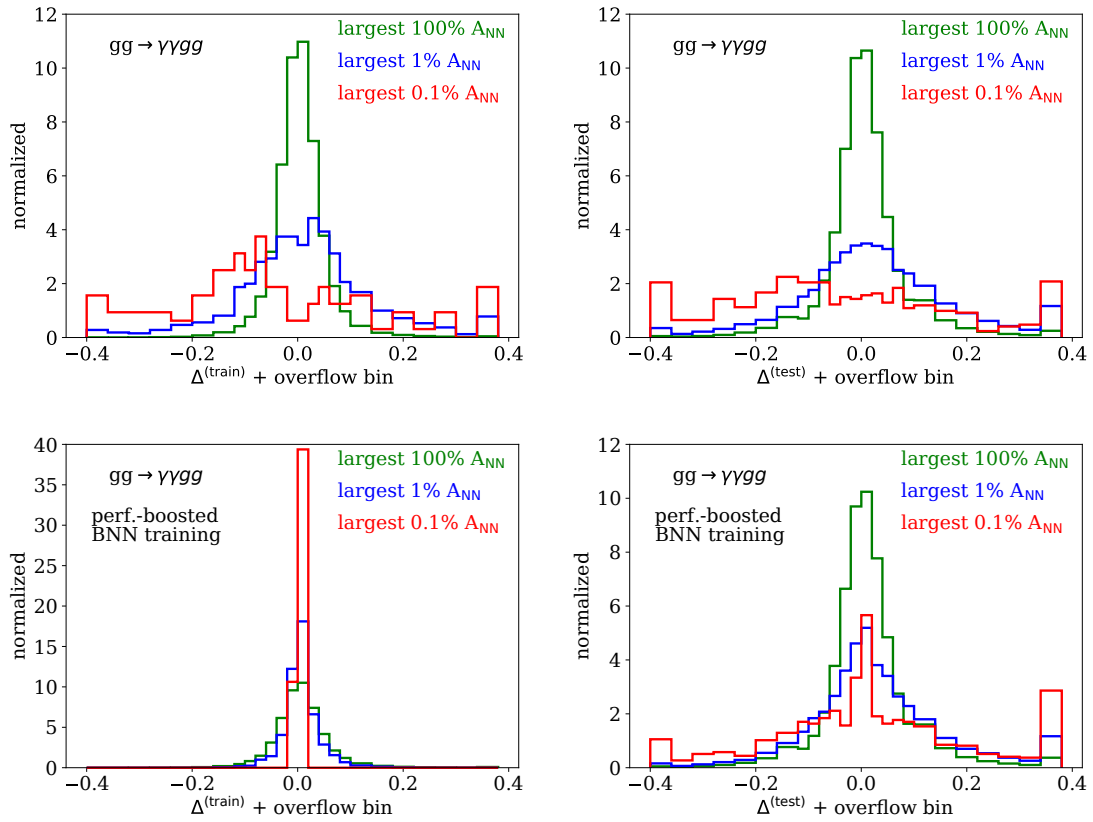 gg → γγgg
largest 100% A_NN
largest 1% A_NN
largest 0.1% A_NN
normalized
0 2 4 6 8 10 12
−0.4 −0.2 0.0 0.2 0.4
Δ^(train) + overflow bin
gg → γγgg
largest 100% A_NN
largest 1% A_NN
largest 0.1% A_NN
normalized
0 2 4 6 8 10 12
−0.4 −0.2 0.0 0.2 0.4
Δ^(test) + overflow bin
gg → γγgg
perf.-boosted
BNN training
largest 100% A_NN
largest 1% A_NN
largest 0.1% A_NN
normalized
0 5 10 15 20 25 30 35 40
−0.4 −0.2 0.0 0.2 0.4
Δ^(train) + overflow bin
gg → γγgg
perf.-boosted
BNN training
largest 100% A_NN
largest 1% A_NN
largest 0.1% A_NN
normalized
0 2 4 6 8 10 12
−0.4 −0.2 0.0 0.2 0.4
Δ^(test) + overflow bin